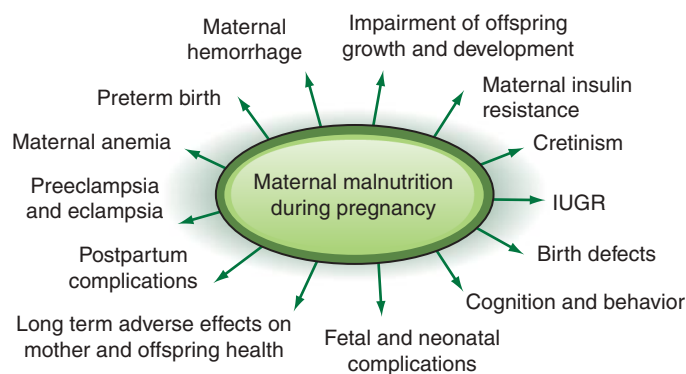 Maternal
hemorrhage
Impairment of offspring
growth and development
Preterm birth
Maternal insulin
resistance
Maternal anemia
Cretinism
Preeclampsia
and eclampsia
Maternal malnutrition
during pregnancy
IUGR
Postpartum
complications
Birth defects
Cognition and behavior
Long term adverse effects on
mother and offspring health
Fetal and neonatal
complications